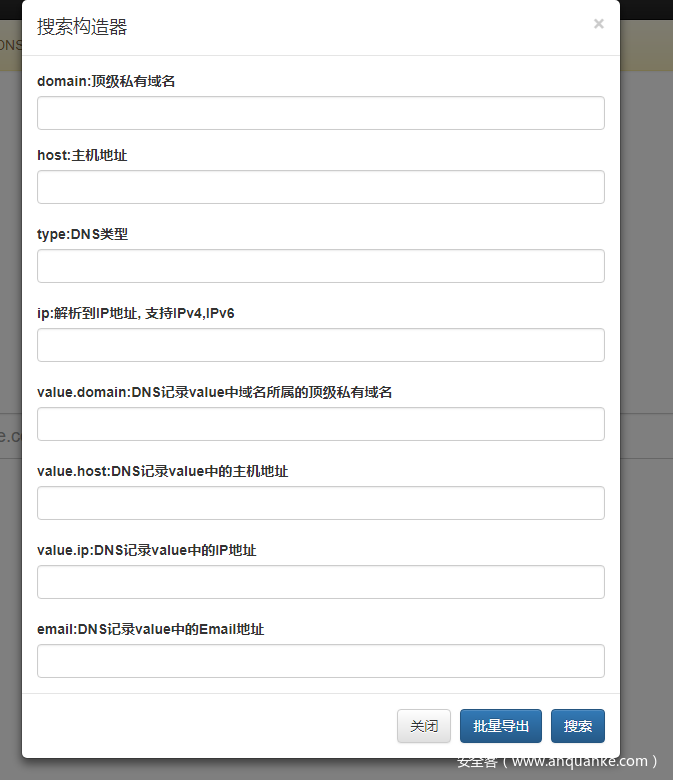 搜索构造器
×
DNS
domain:顶级私有域名
host:主机地址
type:DNS类型
ip:解析到IP地址, 支持IPv4,IPv6
value.domain:DNS记录value中域名所属的顶级私有域名
e.c
value.host:DNS记录value中的主机地址
value.ip:DNS记录value中的IP地址
email:DNS记录value中的Email地址
关闭 批量导出 搜索
安全客（www.anquanke.com）